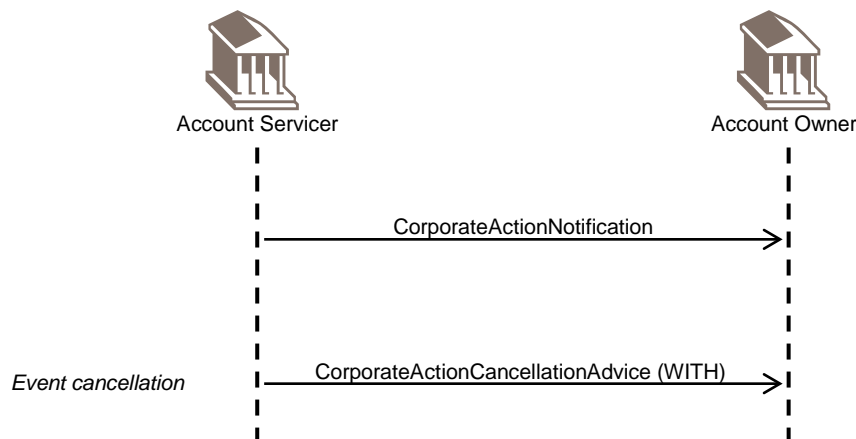 Account Servicer
Account Owner
CorporateActionNotification
Event cancellation
CorporateActionCancellationAdvice (WITH)